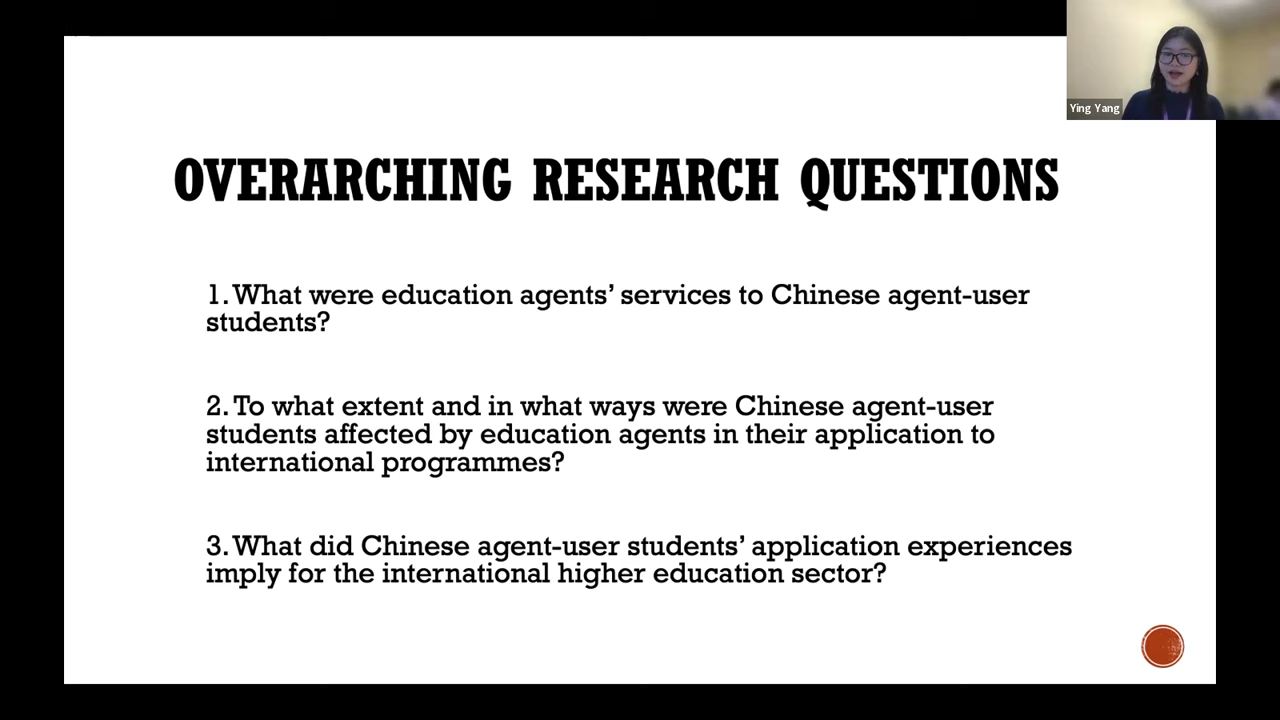 Ying Yang
OVERARCHING RESEARCH QUESTIONS
1. What were education agents’ services to Chinese agent-user
students?
2. To what extent and in what ways were Chinese agent-user
students affected by education agents in their application to
international programmes?
3. What did Chinese agent-user students’ application experiences
imply for the international higher education sector?